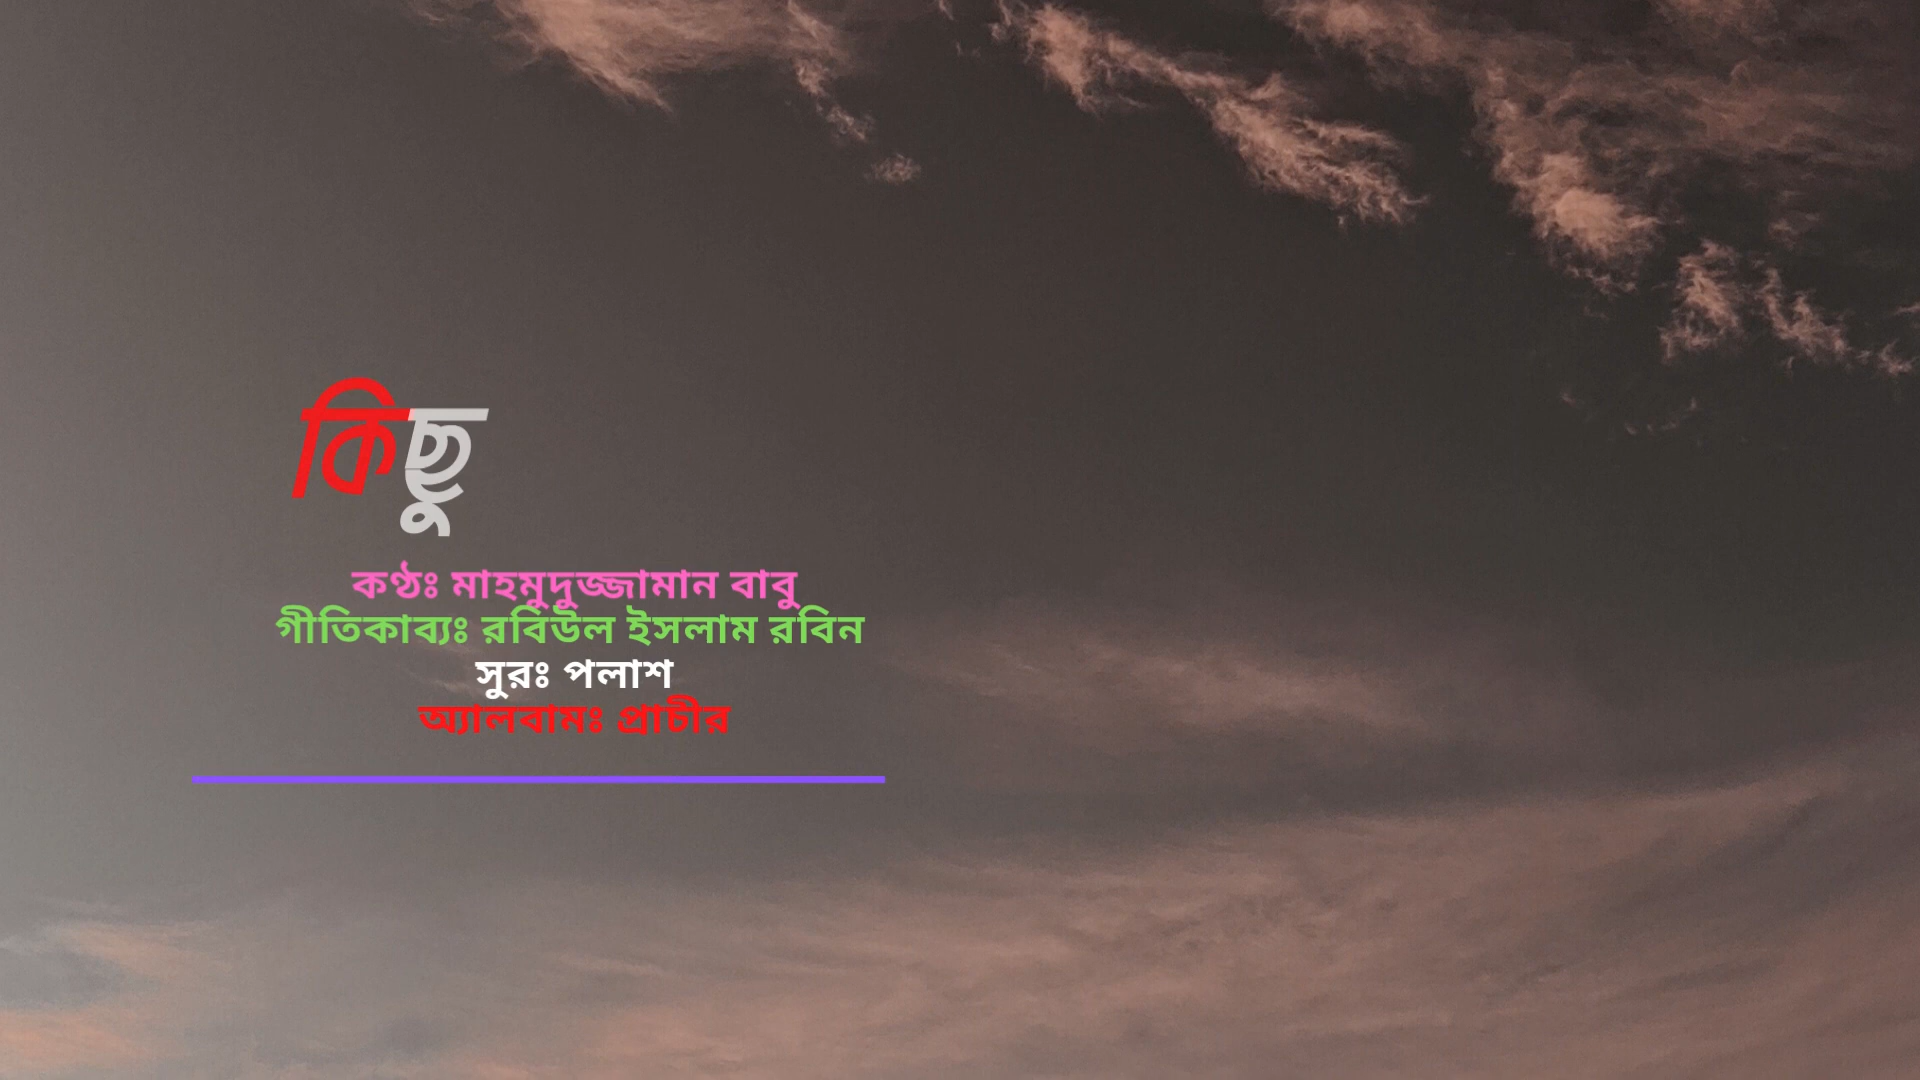 কিছু
কণ্ঠঃ মাহমুদুজ্জামান বাবু
গীতিকাব্যঃ রবিউল ইসলাম রবিন
সুরঃ পলাশ
অ্যালবামঃ প্রাচীর